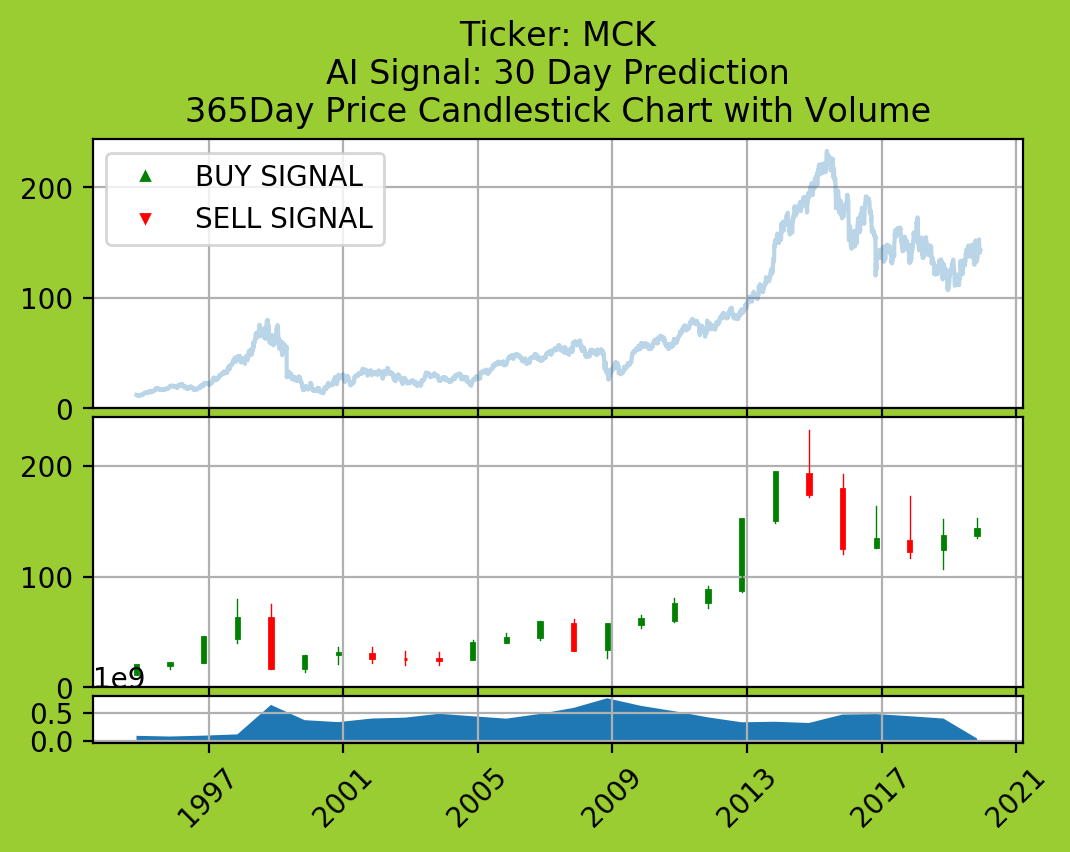 Ticker: MCK
AI Signal: 30 Day Prediction
365Day Price Candlestick Chart with Volume
BUY SIGNAL
SELL SIGNAL
200
100
0
200
100
0
1e9
0.5
0.0
1997
2001
2005
2009
2013
2017
2021